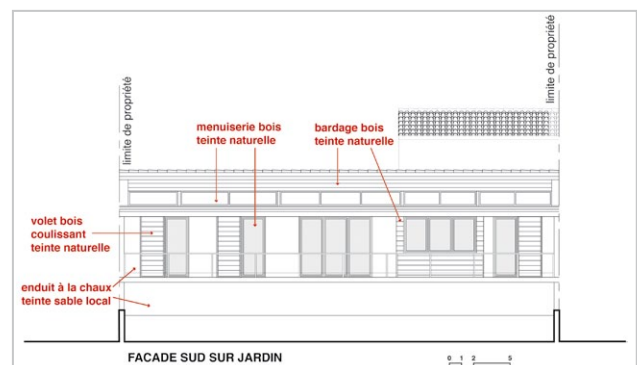 limite de propriété
limite de propriété
menuiserie bois
teinte naturelle
bardage bois
teinte naturelle
volet bois
coulissant
teinte naturelle
enduit à la chaux
teinte sable local
FACADE SUD SUR JARDIN
0 1 2 5